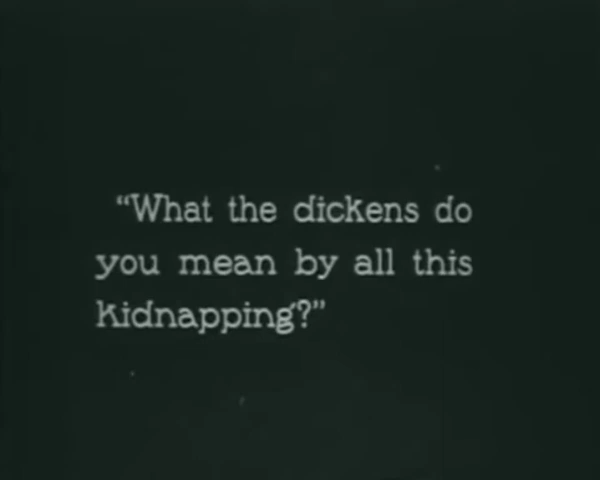 “What the dickens do
you mean by all this
kidnapping?”